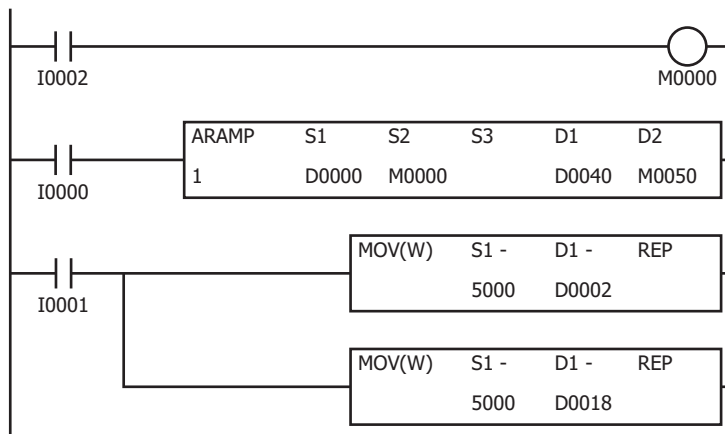 I0002
M0000
ARAMP S1 S2 S3 D1 D2
1 D0000 M0000 D0040 M0050
I0000
MOV(W) S1 - D1 - REP
5000 D0002
I0001
MOV(W) S1 - D1 - REP
5000 D0018